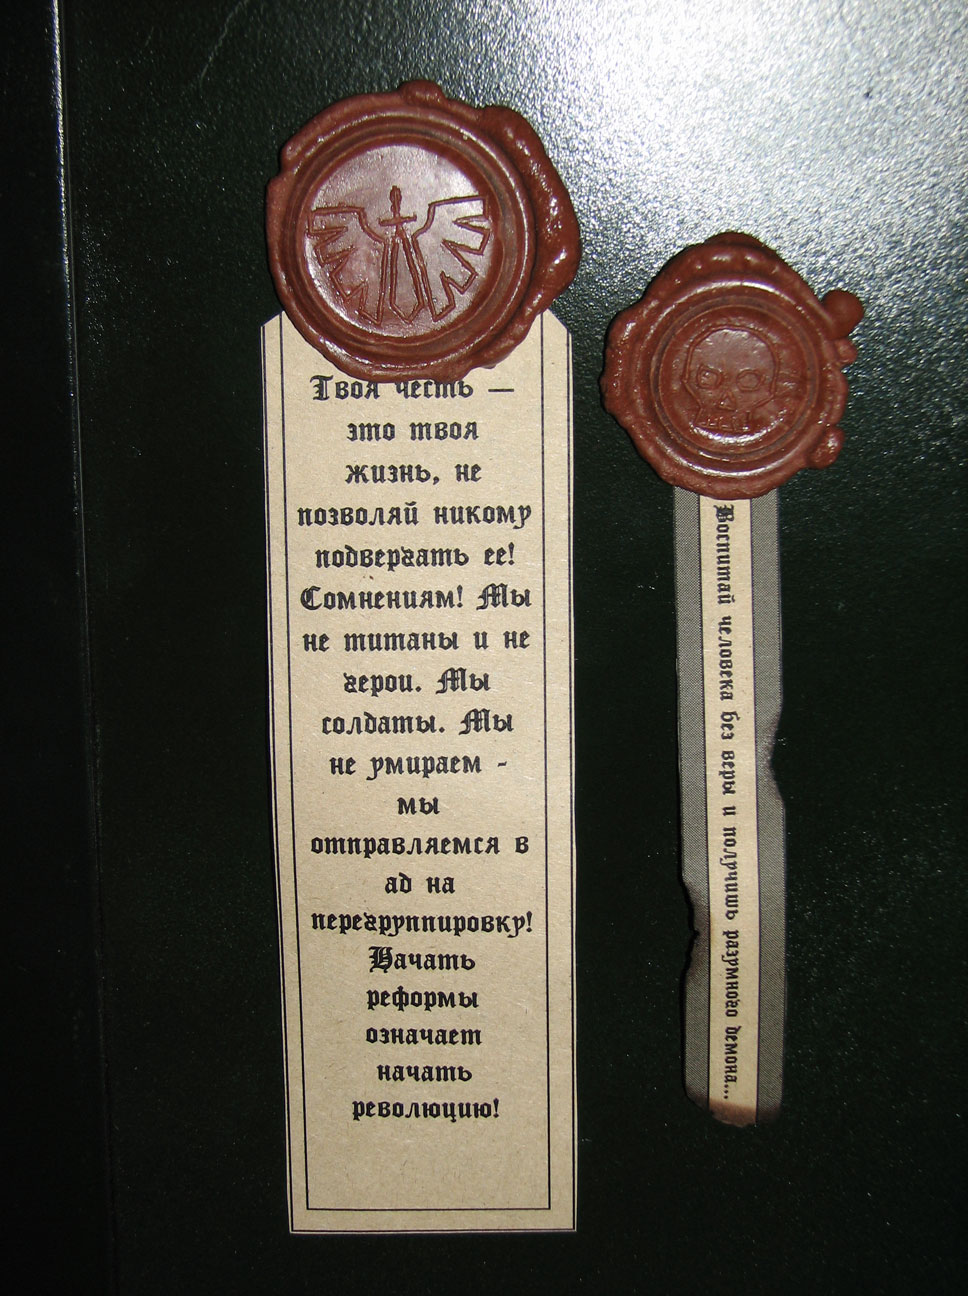 Твоя честь —
это твоя
жизнь, не
позволяй никому
подвергать ее!
Сомнениям! Мы
не титаны и не
герои. Мы
солдаты. Мы
не умираем -
мы
отправляемся в
ад на
перегруппировку!
Начать
реформы
означает
начать
революцию!
Воспитай человека без веры и получишь разумного демона...